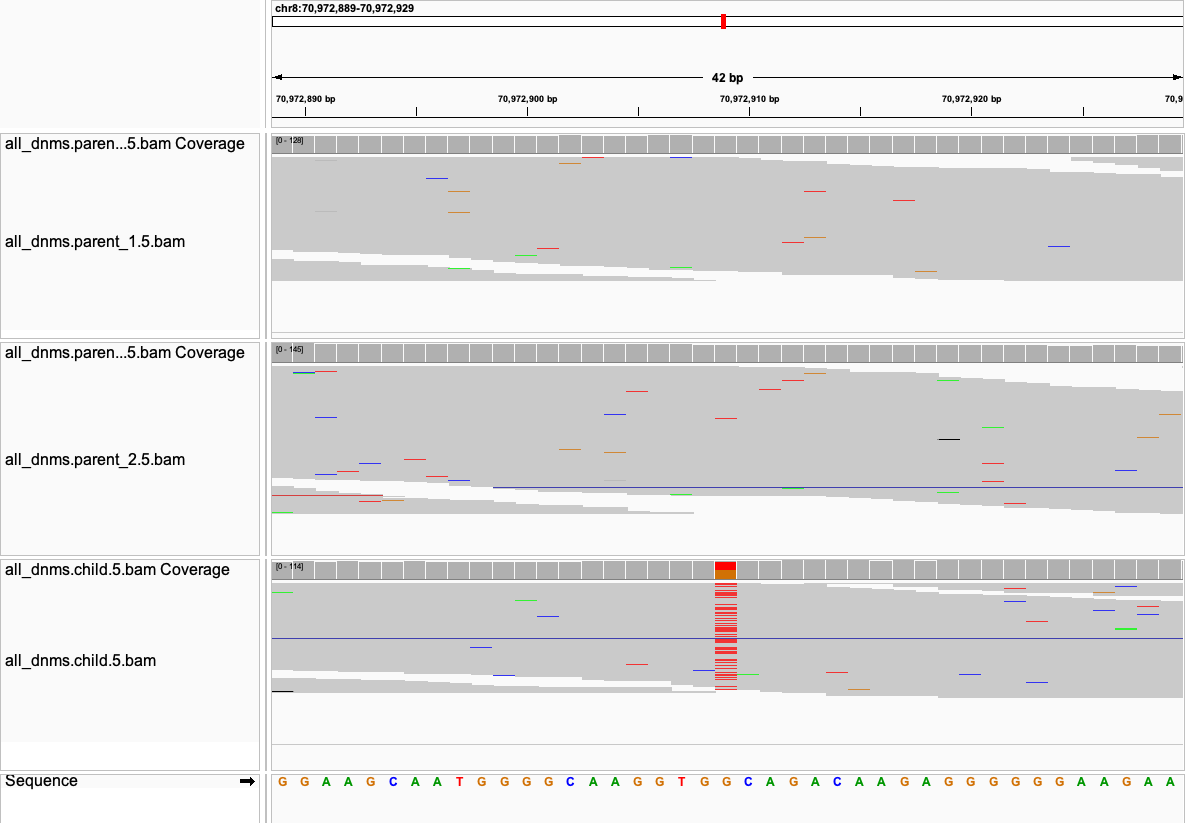 chr8:70,972,889-70,972,929
42 bp
70,972,890 bp 70,972,900 bp 70,972,910 bp 70,972,920 bp 70,9
all_dnms.paren...5.bam Coverage
[0 - 128]
all_dnms.parent_1.5.bam
all_dnms.paren...5.bam Coverage
[0 - 145]
all_dnms.parent_2.5.bam
all_dnms.child.5.bam Coverage
[0 - 114]
all_dnms.child.5.bam
Sequence G G A A G C A A T G G G G C A A G G T G G C A G A C A A G A G G G G G G A A G A A